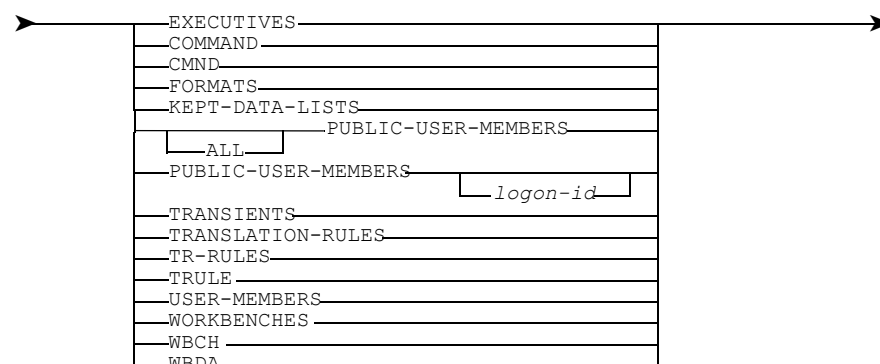 EXECUTIVES
COMMAND
CMND
FORMATS
KEPT-DATA-LISTS
PUBLIC-USER-MEMBERS
ALL
PUBLIC-USER-MEMBERS
logon-id
TRANSIENTS
TRANSLATION-RULES
TR-RULES
TRULE
USER-MEMBERS
WORKBENCHES
WBCH
WBDA